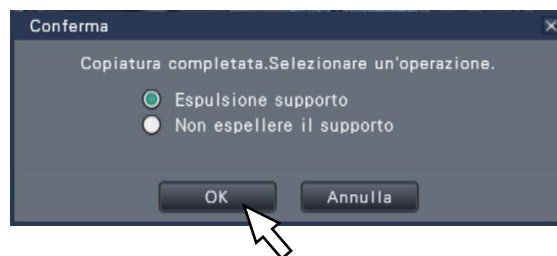 Conferma
Copiatura completata.Selezionare un'operazione.
Espulsione supporto
Non espellere il supporto
OK Annulla